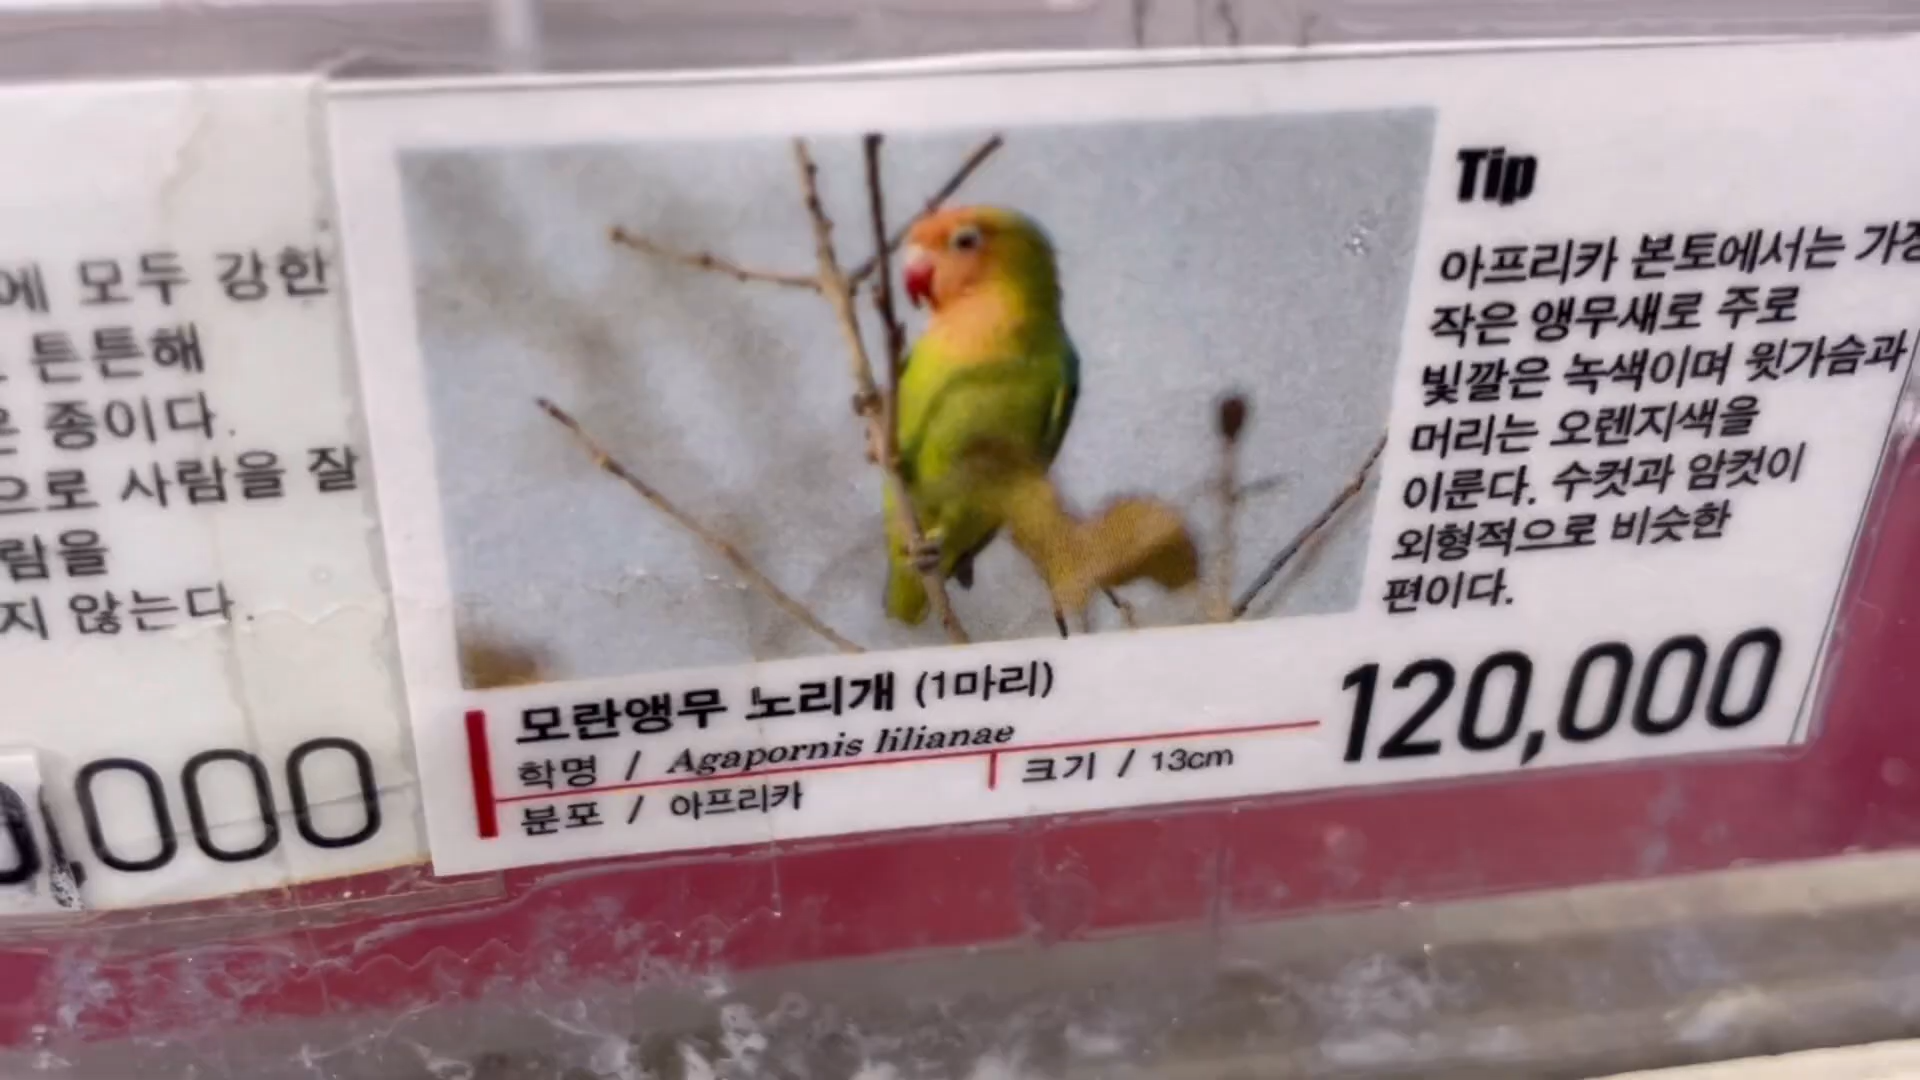 에 모두 강한
튼튼해
종이다.
으로 사람을 잘
람을
지 않는다.
,000
Tip
아프리카 본토에서는 가장
작은 앵무새로 주로
빛깔은 녹색이며 윗가슴과
머리는 오렌지색을
이룬다. 수컷과 암컷이
외형적으로 비슷한
편이다.
모란앵무 노리개 (1마리)
학명 / Agapornis lilianae
분포 / 아프리카
크기 / 13cm
120,000